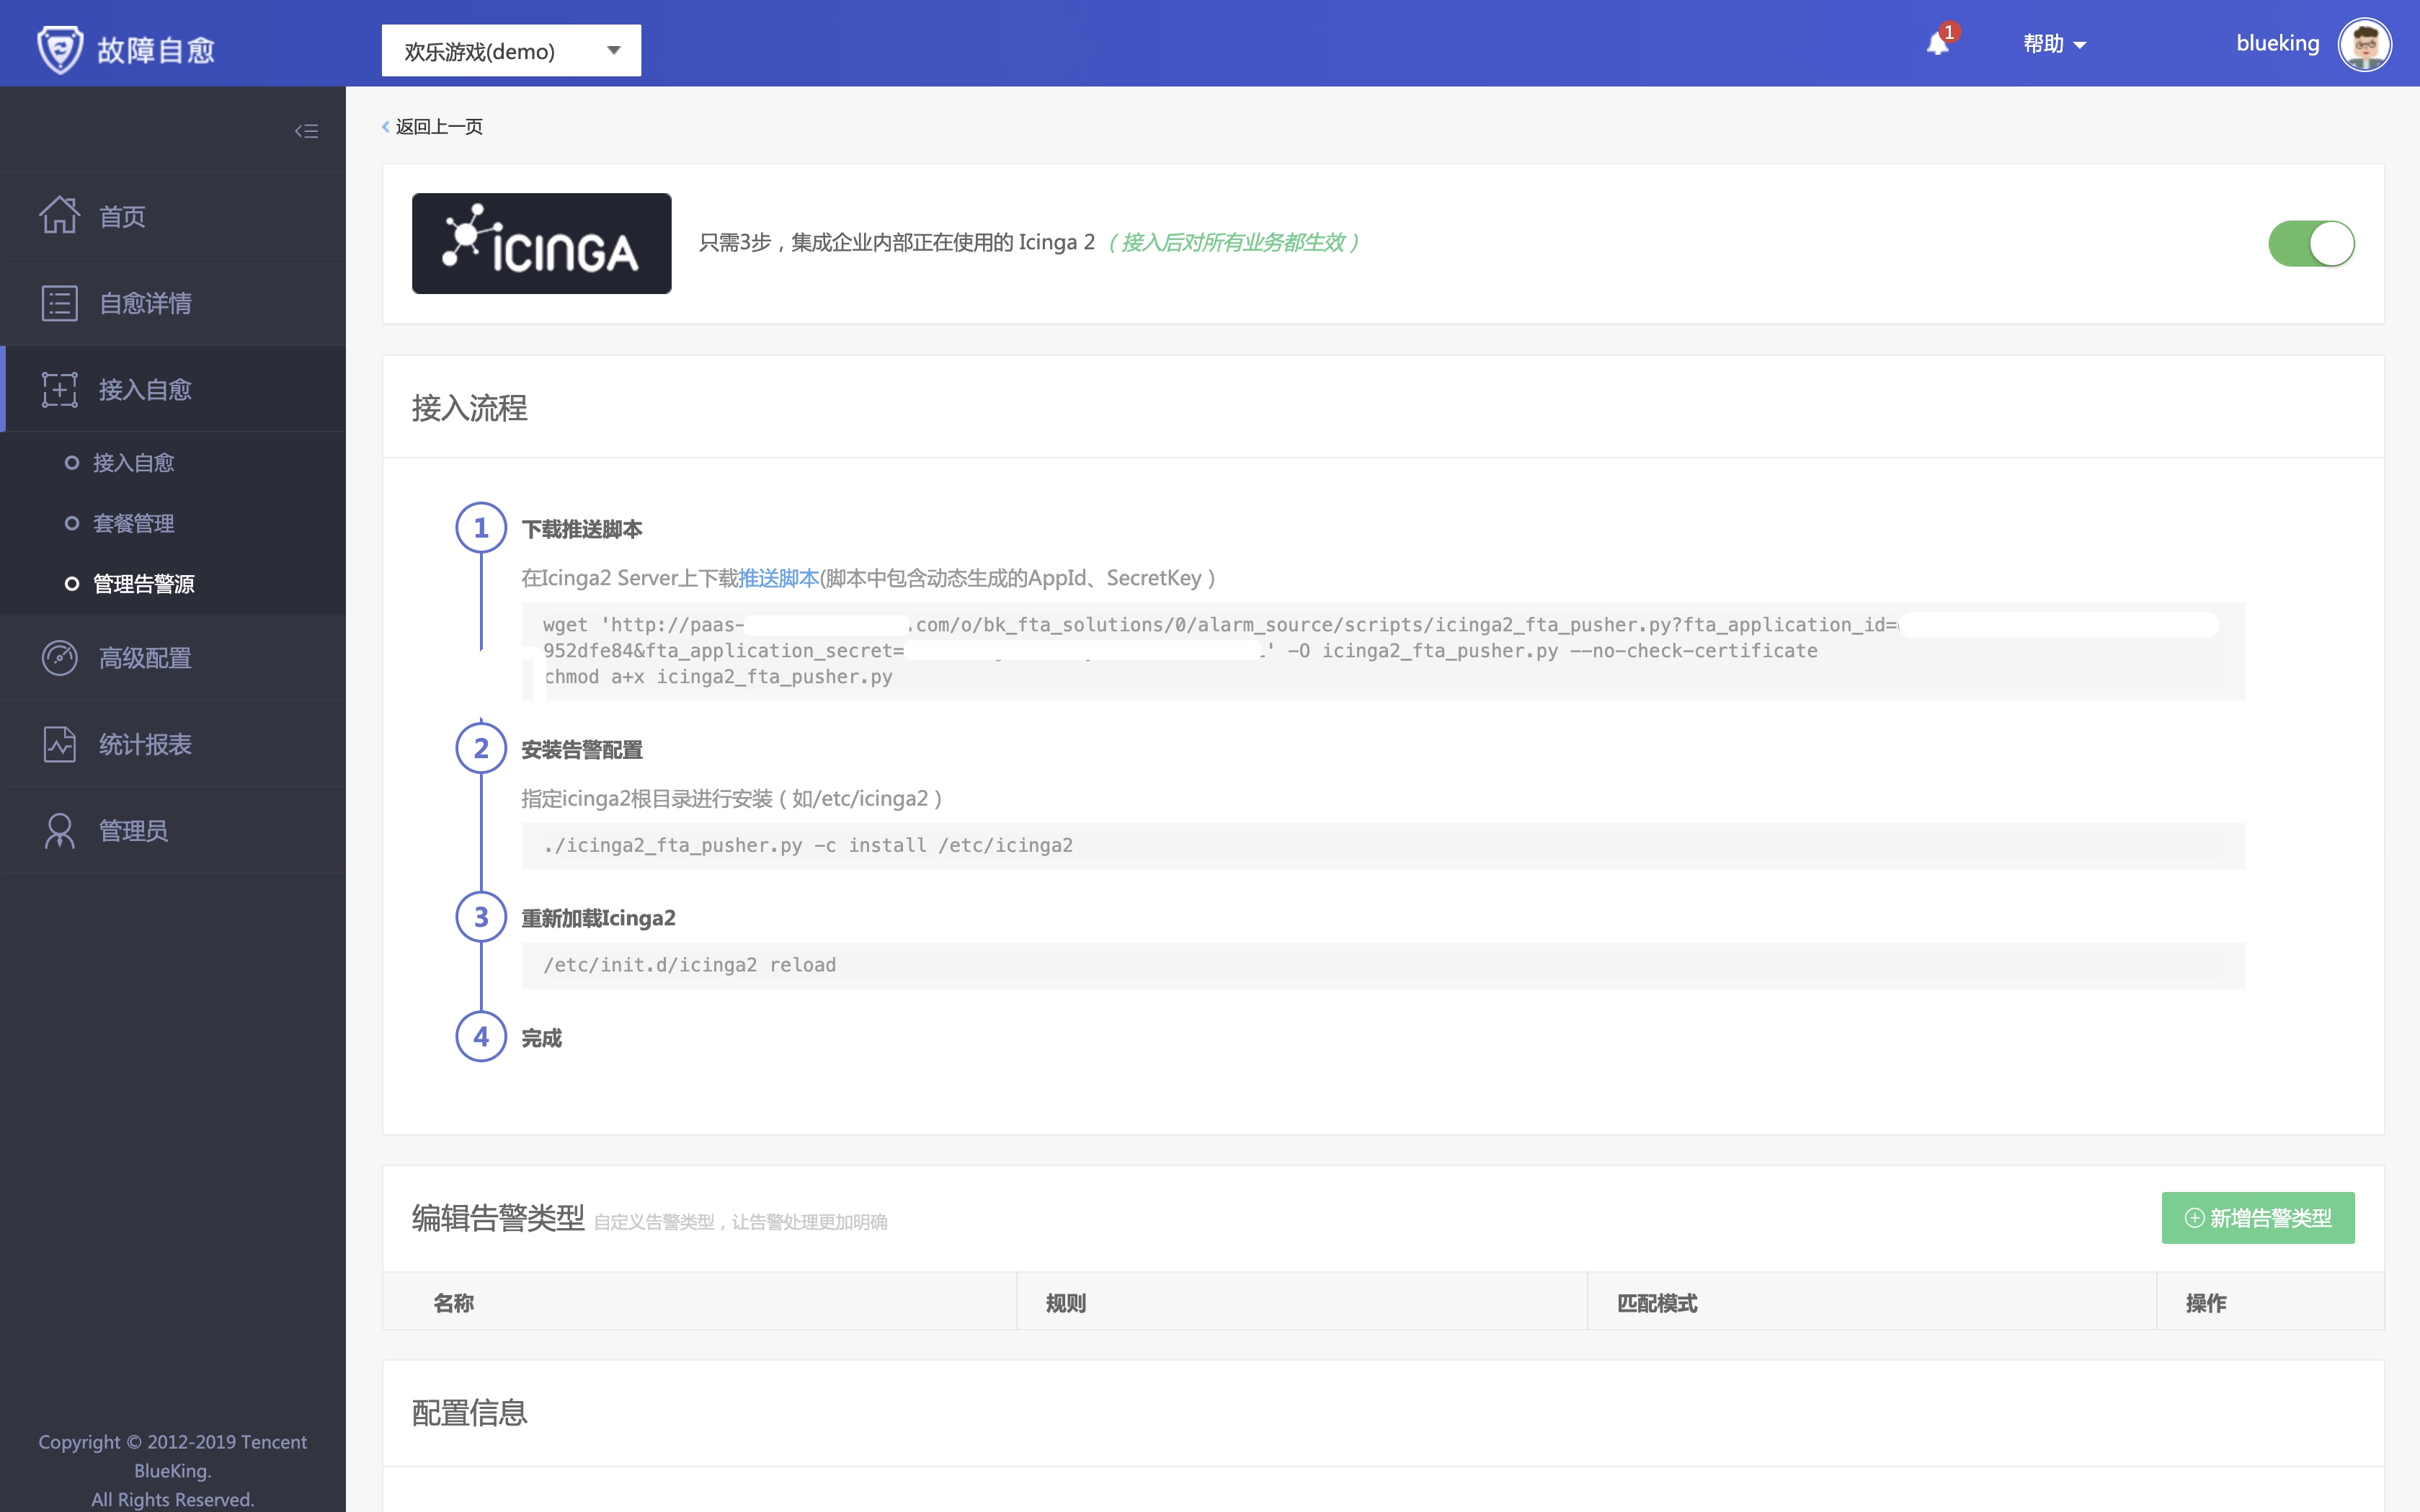 故障自愈
欢乐游戏(demo)
1
帮助
blueking
返回上一页
首页
自愈详情
接入自愈
接入自愈
套餐管理
管理告警源
高级配置
统计报表
管理员
Copyright © 2012-2019 Tencent
BlueKing.
All Rights Reserved.
ICINGA
只需3步，集成企业内部正在使用的 Icinga 2 （接入后对所有业务都生效）
接入流程
1 下载推送脚本
在Icinga2 Server上下载推送脚本(脚本中包含动态生成的AppId、SecretKey )
wget 'http://paas- .com/o/bk_fta_solutions/0/alarm_source/scripts/icinga2_fta_pusher.py?fta_application_id=
952dfe84&fta_application_secret= ' -O icinga2_fta_pusher.py --no-check-certificate
chmod a+x icinga2_fta_pusher.py
2 安装告警配置
指定icinga2根目录进行安装（如/etc/icinga2）
./icinga2_fta_pusher.py -c install /etc/icinga2
3 重新加载Icinga2
/etc/init.d/icinga2 reload
4 完成
编辑告警类型 自定义告警类型，让告警处理更加明确
新增告警类型
名称 规则 匹配模式 操作
配置信息